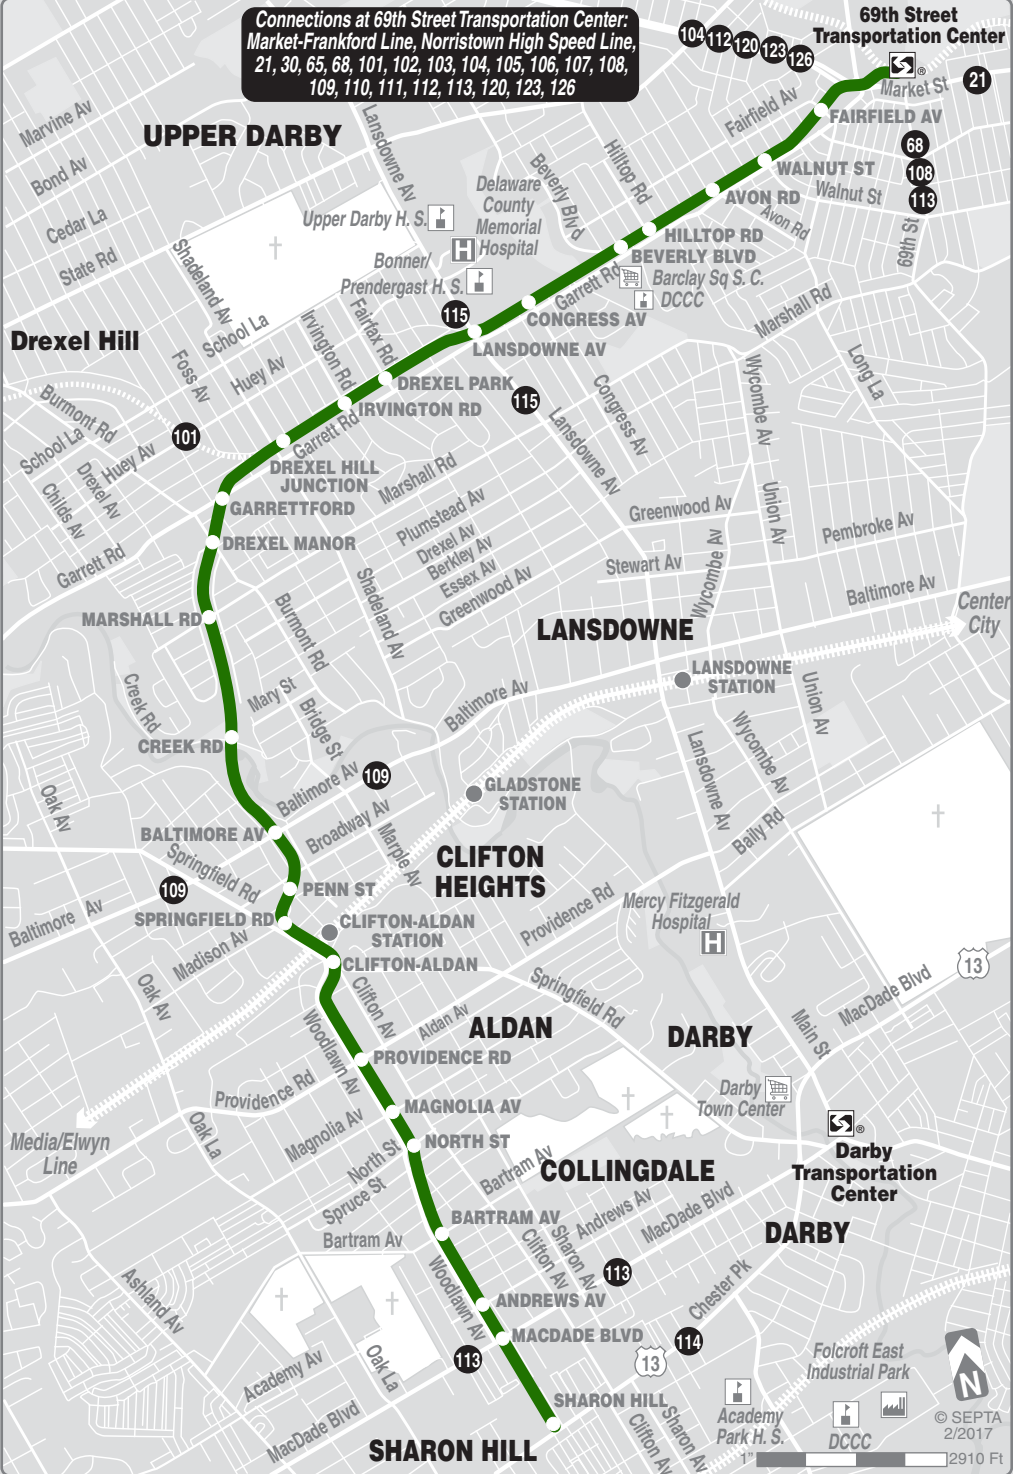 Connections at 69th Street Transportation Center:
Market-Frankford Line, Norristown High Speed Line,
21, 30, 65, 68, 101, 102, 103, 104, 105, 106, 107, 108,
109, 110, 111, 112, 113, 120, 123, 126
104
112
120
123
126
69th Street
Transportation Center
®
Market St
21
FAIRFIELD AV
Fairfield Av
68
108
113
69th St
WALNUT ST
Walnut St
AVON RD
Avon Rd
HILLTOP RD
Hilltop Rd
BEVERLY BLVD
Beverly Blvd
Marvine Av
UPPER DARBY
Bond Av
Cedar La
State Rd
Lansdowne Av
Upper Darby H. S.
Delaware
County
Memorial
Hospital
H
Bonner/
Prendergast H. S.
Garrett Rd
Barclay Sq S. C.
DCCC
CONGRESS AV
115
LANSDOWNE AV
Marshall Rd
Long La
Wycombe Av
Shadeland Av
School La
Drexel Hill
Foss Av
Huey Av
Irvington Rd
Fairfax Rd
DREXEL PARK
IRVINGTON RD
115
Congress Av
Lansdowne Av
Burmont Rd
School La
Huey Av
Drexel Av
Childs Av
101
Garrett Rd
DREXEL HILL
JUNCTION
Marshall Rd
GARRETTFORD
Plumstead Av
Drexel Av
Berkley Av
Essex Av
Greenwood Av
Greenwood Av
Union Av
Pembroke Av
DREXEL MANOR
Garrett Rd
Stewart Av
Wycombe Av
Baltimore Av
Center
City
Shadeland Av
Burmont Rd
MARSHALL RD
LANSDOWNE
LANSDOWNE
STATION
Union Av
Creek Rd
Mary St
Bridge St
Baltimore Av
CREEK RD
Wycombe Av
Lansdowne Av
Baltimore Av
109
GLADSTONE
STATION
Oak Av
Broadway Av
Marple Av
BALTIMORE AV
Baily Rd
CLIFTON
HEIGHTS
Springfield Rd
109
PENN ST
SPRINGFIELD RD
CLIFTON-ALDAN
STATION
Providence Rd
Mercy Fitzgerald
Hospital
H
Baltimore Av
Madison Av
CLIFTON-ALDAN
13
Oak Av
Clifton Av
Springfield Rd
MacDade Blvd
Woodlawn Av
Aldan Av
ALDAN
DARBY
Main St
PROVIDENCE RD
Providence Rd
Darby
Town Center
MAGNOLIA AV
Media/Elwyn
Line
Oak La
Magnolia Av
NORTH ST
North St
®
Darby
Transportation
Center
Bartram Av
COLLINGDALE
Spruce St
Andrews Av
MacDade Blvd
BARTRAM AV
Bartram Av
DARBY
Clifton Av
Sharon Av
113
Woodlawn Av
Chester Pk
Ashland Av
ANDREWS AV
MACDADE BLVD
114
113
13
Folcroft East
Industrial Park
Academy Av
Oak La
N
SHARON HILL
MacDade Blvd
Clifton Av
Sharon Av
Academy
Park H. S.
DCCC
© SEPTA
2/2017
SHARON HILL
1"
2910 Ft